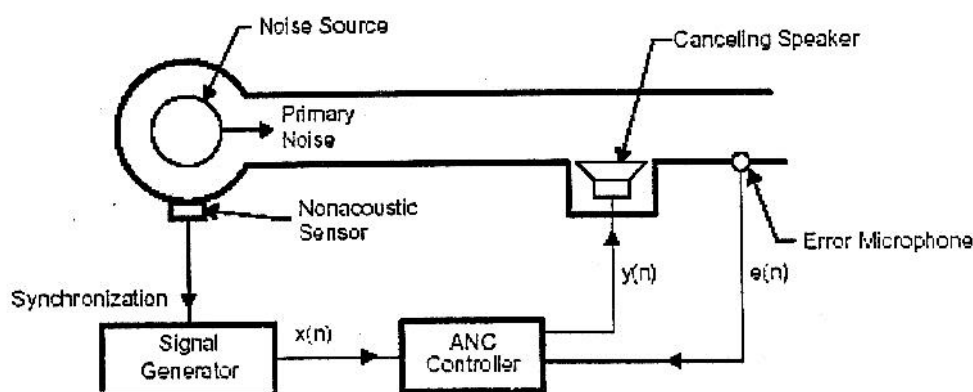 Noise Source
Canceling Speaker
Primary
Noise
Nonacoustic
Sensor
Error Microphone
y(n)
e(n)
Synchronization
x(n)
Signal
Generator
ANC
Controller